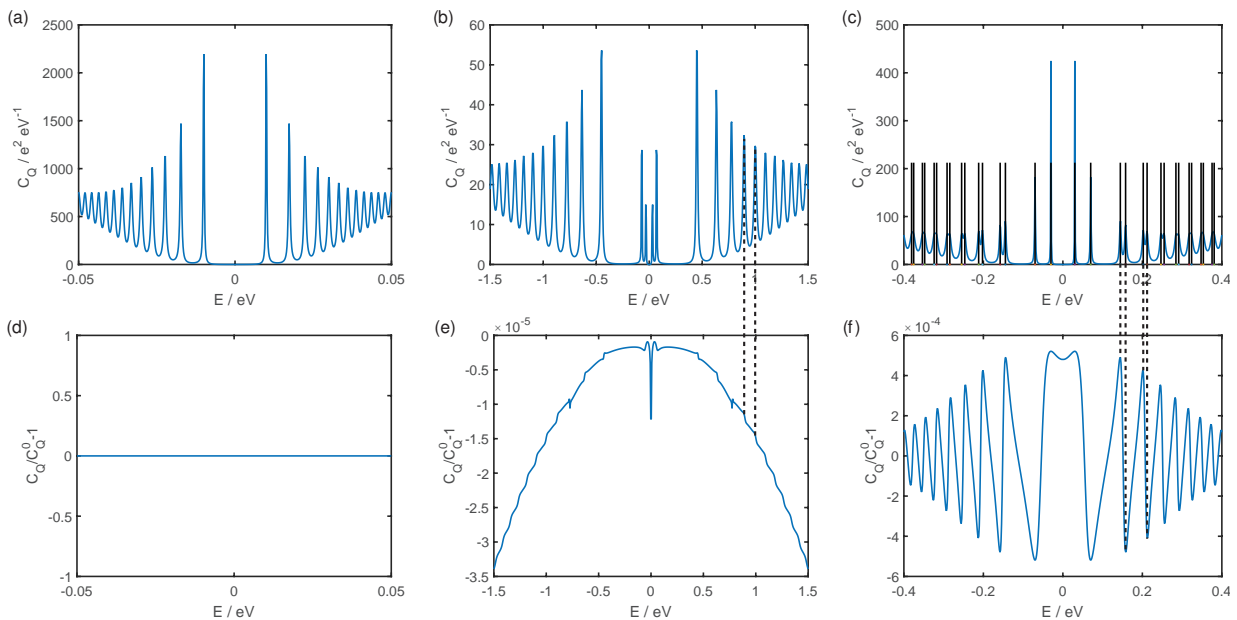 (a)
2500
2000
1500
1000
500
0
C_Q / e² eV⁻¹
-0.05
0
0.05
E / eV
(b)
60
50
40
30
20
10
0
C_Q / e² eV⁻¹
-1.5 -1 -0.5 0 0.5 1 1.5
E / eV
(c)
500
400
300
200
100
0
C_Q / e² eV⁻¹
-0.4 -0.2 0 0.2 0.4
E / eV
(d)
1
0.5
0
-0.5
-1
C_Q/C_Q^0-1
-0.05 0 0.05
E / eV
(e)
× 10⁻⁵
0
-0.5
-1
-1.5
-2
-2.5
-3
-3.5
C_Q/C_Q^0-1
-1.5 -1 -0.5 0 0.5 1 1.5
E / eV
(f)
× 10⁻⁴
6
4
2
0
-2
-4
-6
C_Q/C_Q^0-1
-0.4 -0.2 0 0.2 0.4
E / eV